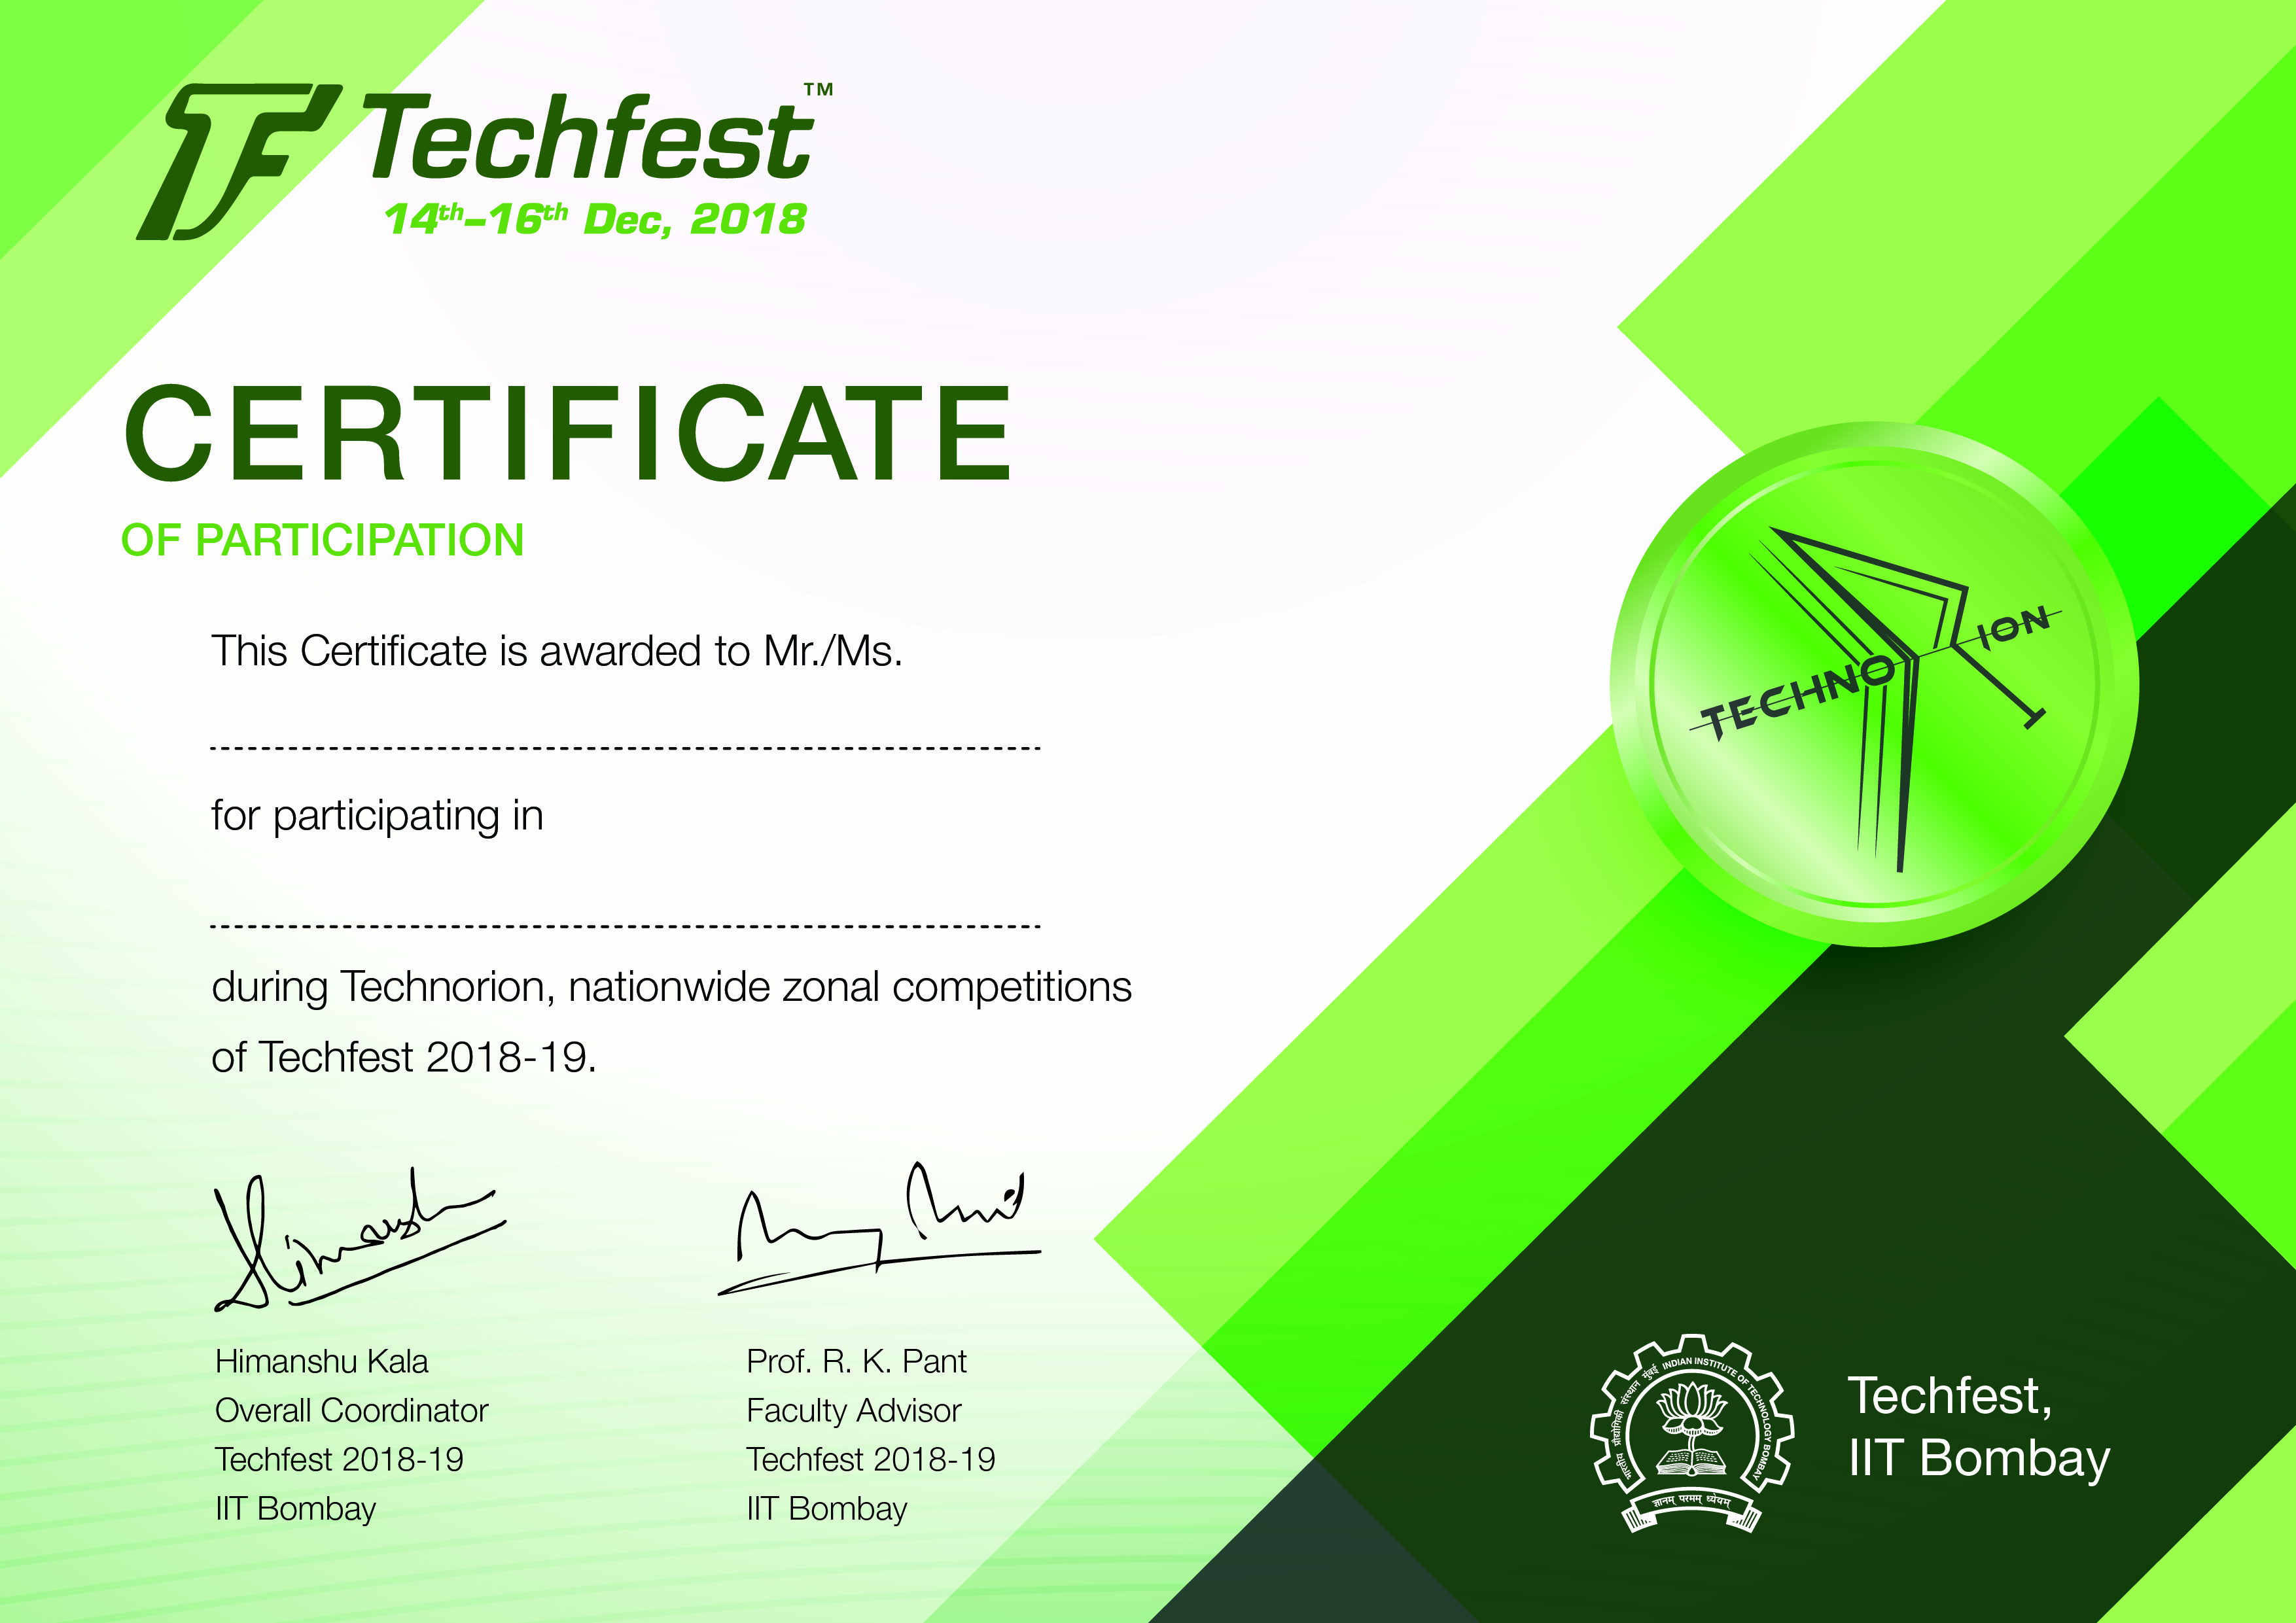 Techfest™
14th–16th Dec, 2018
CERTIFICATE
OF PARTICIPATION
This Certificate is awarded to Mr./Ms.
for participating in
during Technorion, nationwide zonal competitions
of Techfest 2018-19.
TECHNO ION
Himanshu
Himanshu Kala
Overall Coordinator
Techfest 2018-19
IIT Bombay
Prof. R. K. Pant
Faculty Advisor
Techfest 2018-19
IIT Bombay
भारतीय प्रौद्योगिकी संस्थान मुंबई INDIAN INSTITUTE OF TECHNOLOGY BOMBAY
ज्ञानम् परमम् ध्येयम्
Techfest,
IIT Bombay